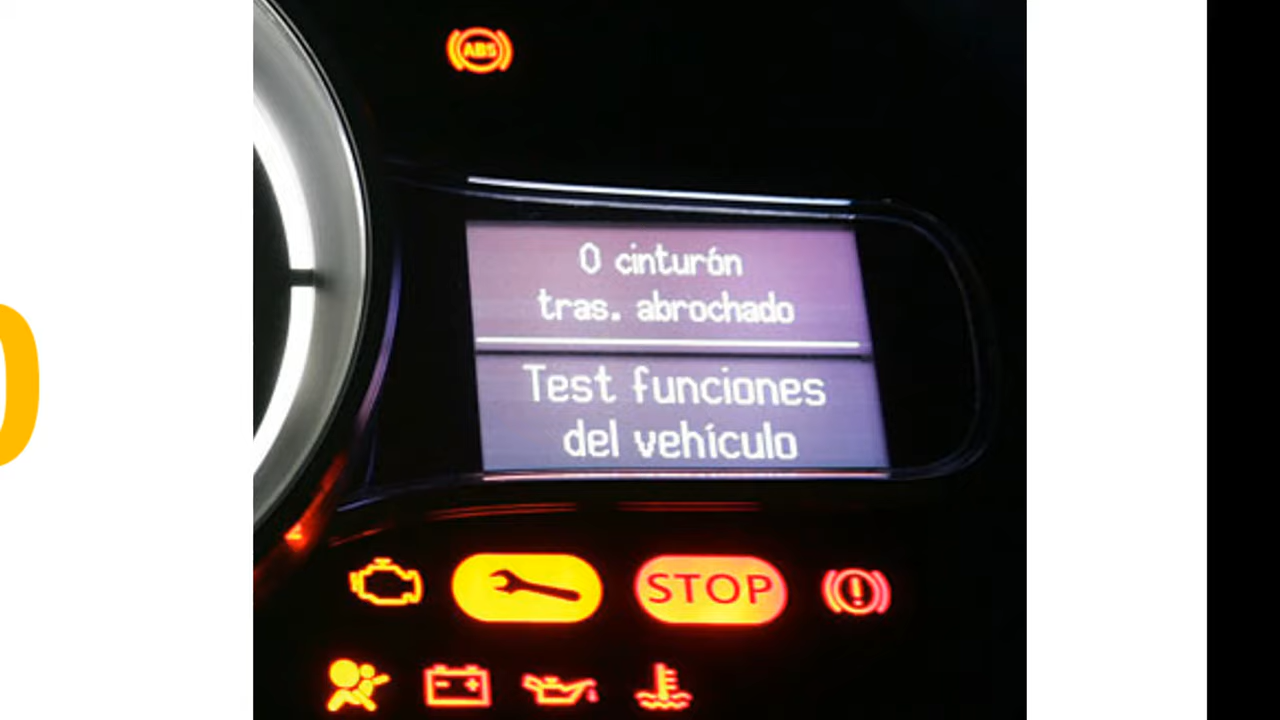 ABS
0 cinturón
tras. abrochado
Test funciones
del vehículo
STOP